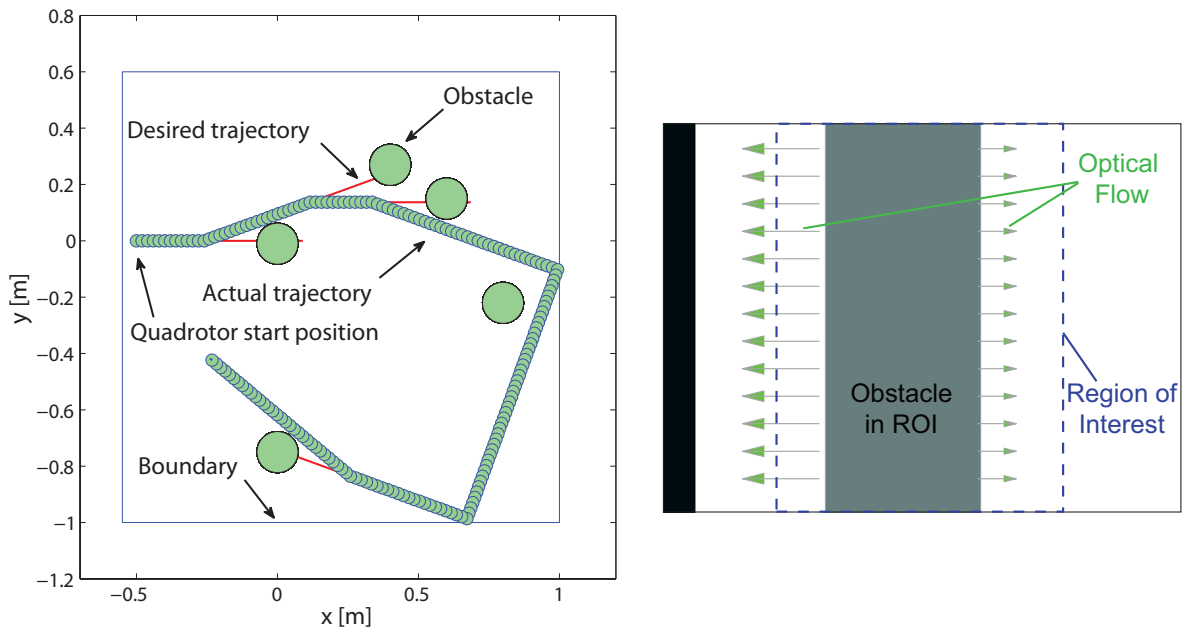 0.8
0.6
0.4
0.2
0
−0.2
−0.4
−0.6
−0.8
−1
−1.2
y [m]
−0.5
0
0.5
1
x [m]
Obstacle
Desired trajectory
Actual trajectory
Quadrotor start position
Boundary
Optical
Flow
Obstacle
in ROI
Region of
Interest